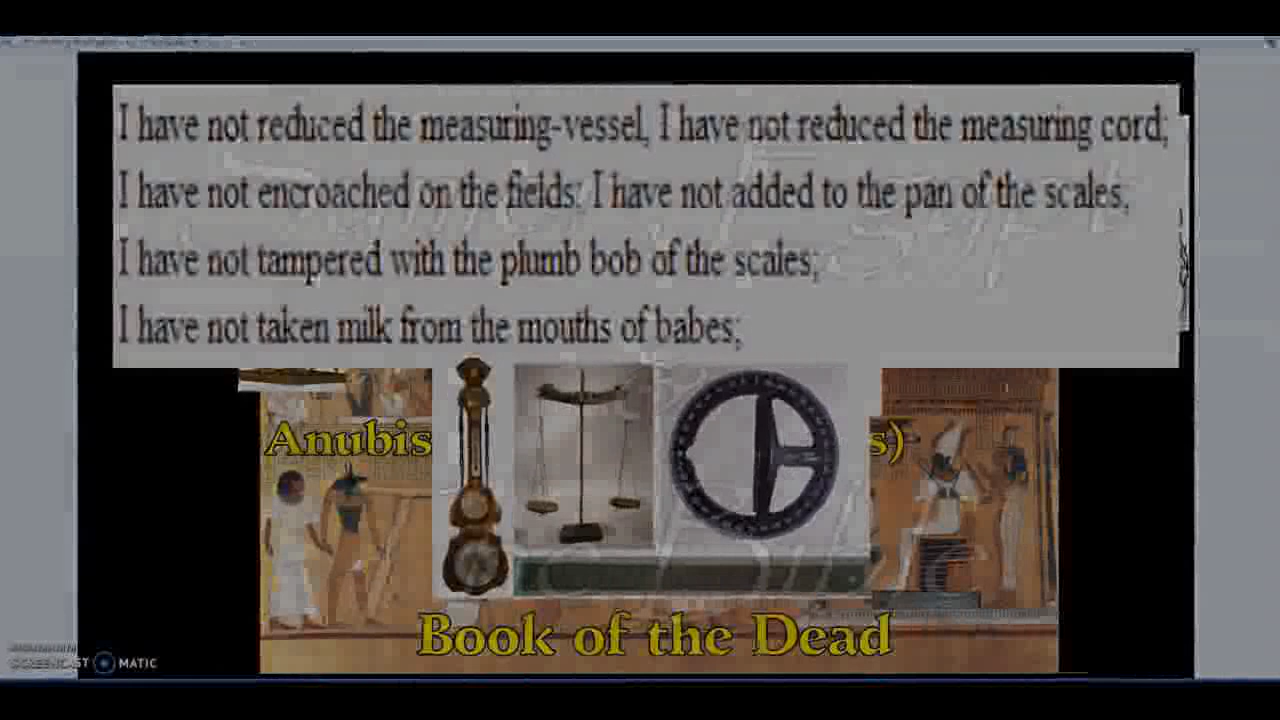 I have not reduced the measuring-vessel, I have not reduced the measuring cord;
I have not encroached on the fields; I have not added to the pan of the scales;
I have not tampered with the plumb bob of the scales;
I have not taken milk from the mouths of babes;
Anubis s)
Book of the Dead
SCREENCAST MATIC